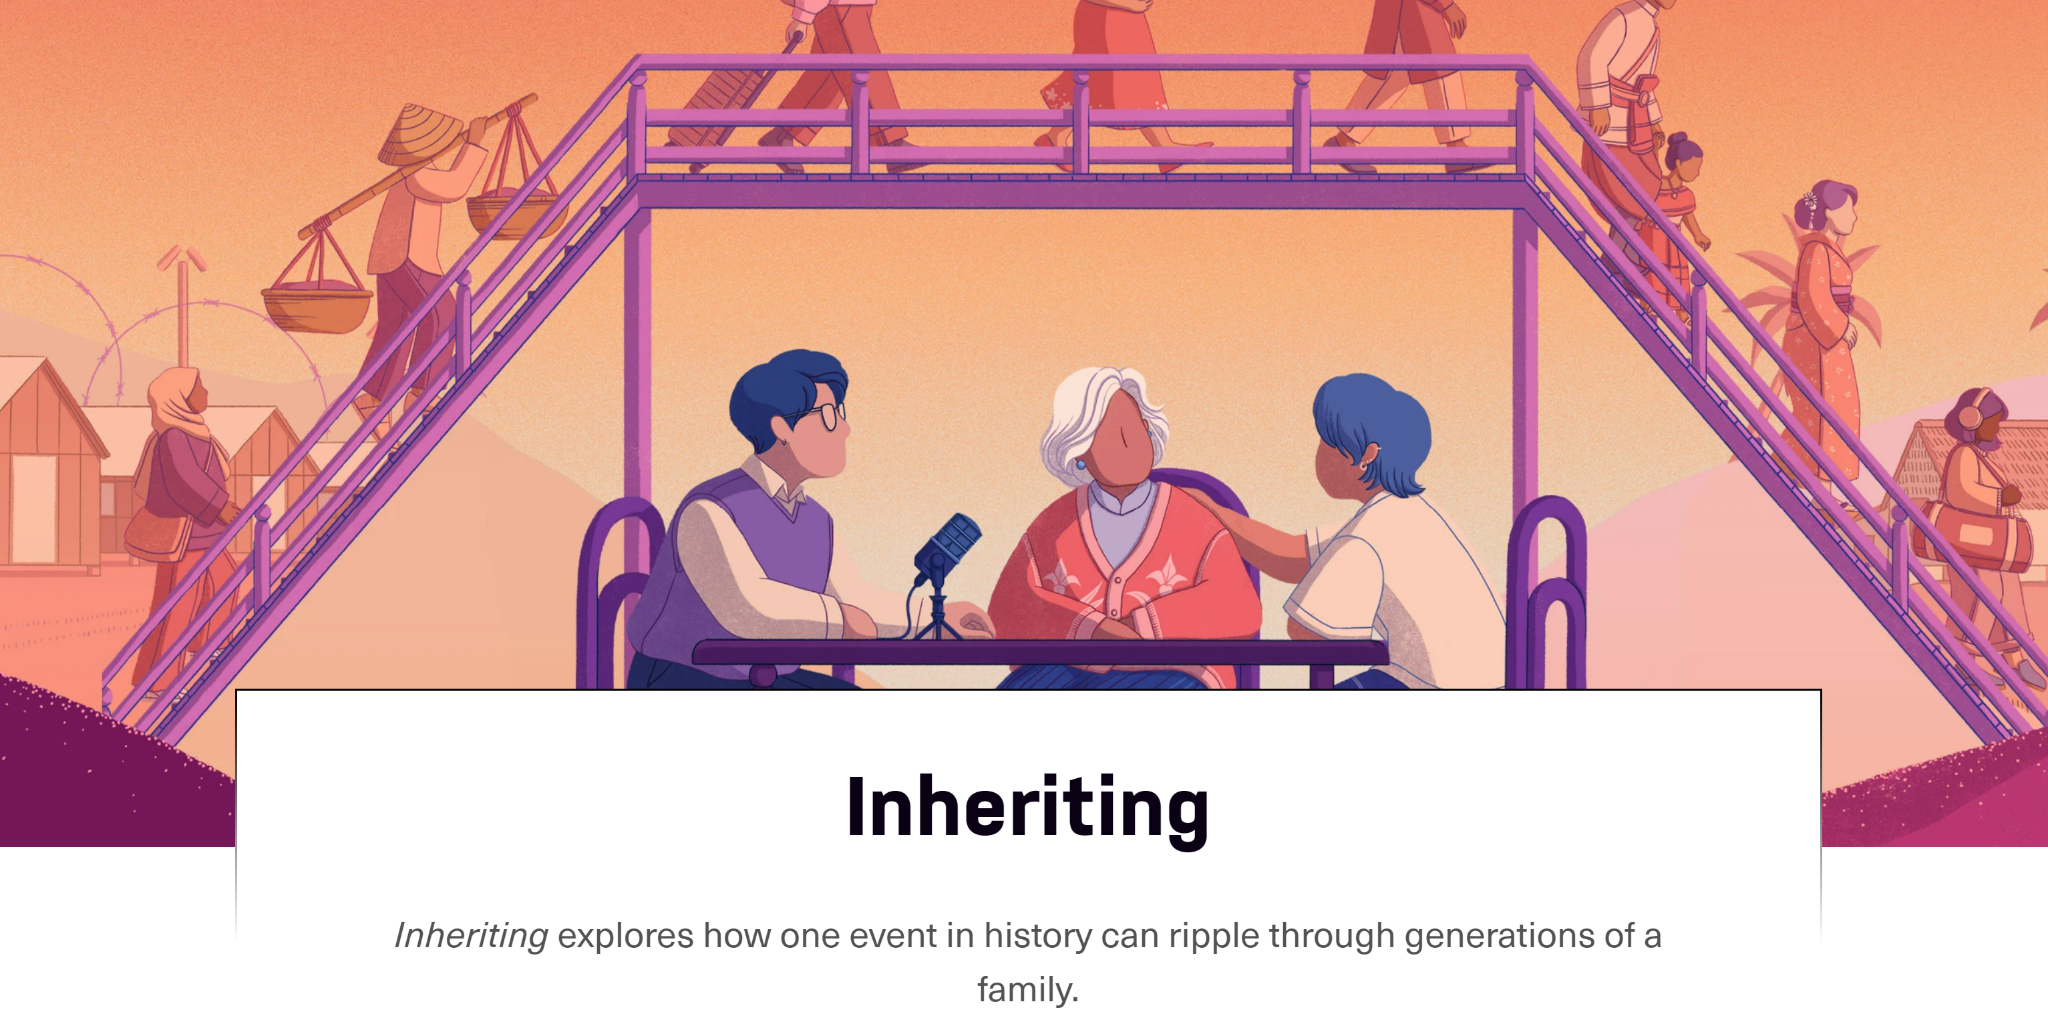 Inheriting
Inheriting explores how one event in history can ripple through generations of a
family.